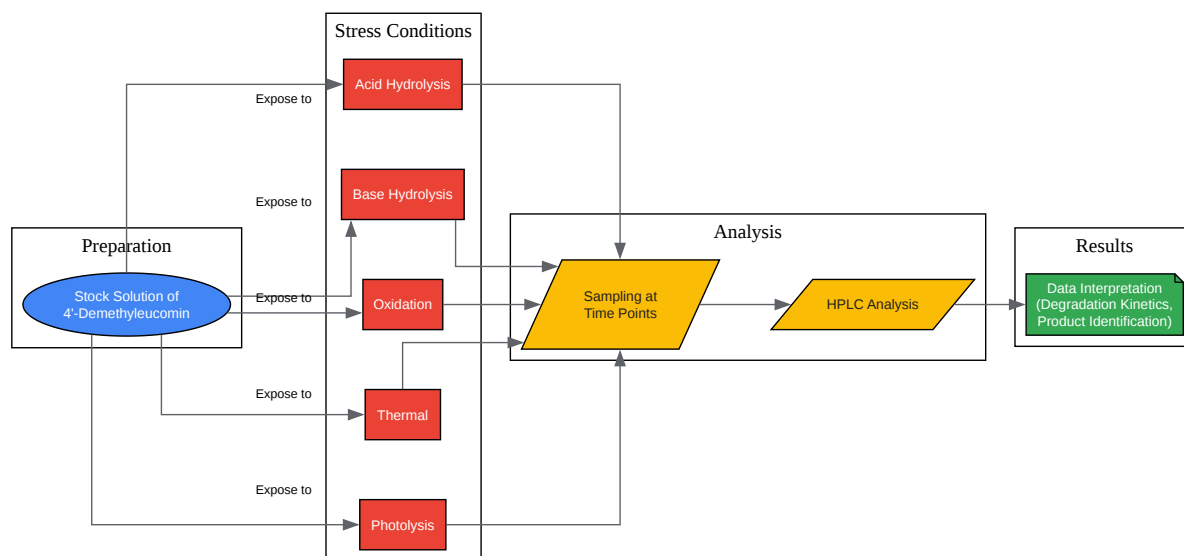 Stress Conditions
Acid Hydrolysis
Expose to
Base Hydrolysis
Expose to
Preparation
Stock Solution of
4'-Demethyleucomin
Expose to
Oxidation
Expose to
Thermal
Expose to
Photolysis
Analysis
Sampling at
Time Points
HPLC Analysis
Results
Data Interpretation
(Degradation Kinetics,
Product Identification)